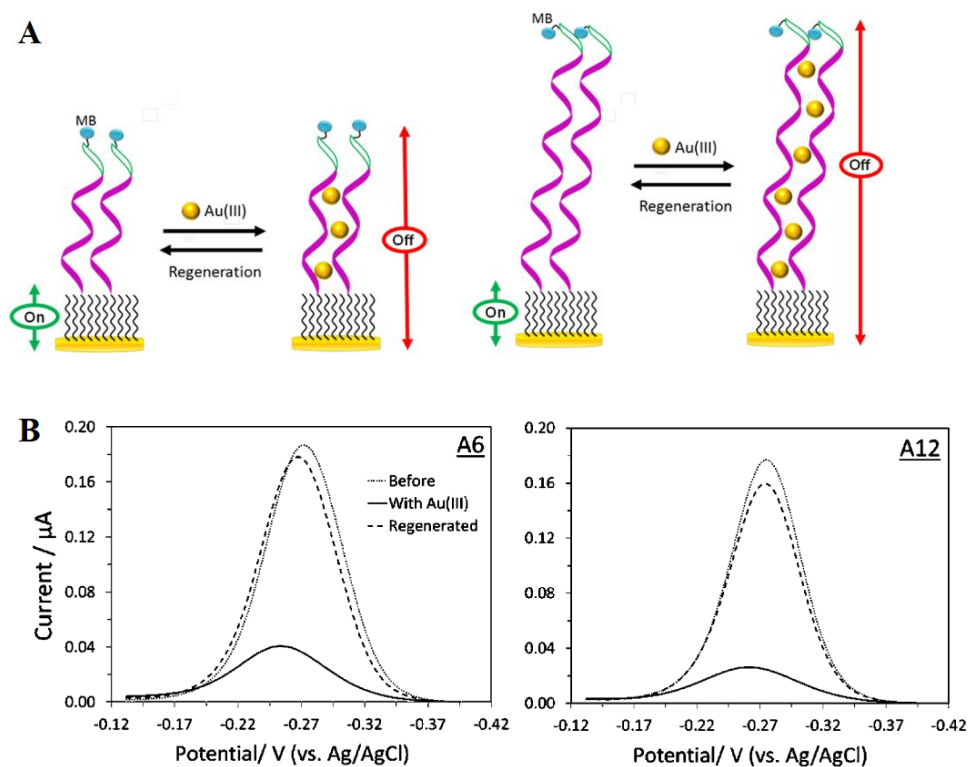 A
MB
Au(III)
Regeneration
On
Off
MB
Au(III)
Regeneration
On
Off
B
A6
Before
With Au(III)
Regenerated
0.20
0.16
0.12
0.08
0.04
0.00
-0.12
-0.17
-0.22
-0.27
-0.32
-0.37
-0.42
Current / μA
Potential/ V (vs. Ag/AgCl)
A12
0.20
0.16
0.12
0.08
0.04
0.00
-0.12
-0.17
-0.22
-0.27
-0.32
-0.37
-0.42
Potential/ V (vs. Ag/AgCl)